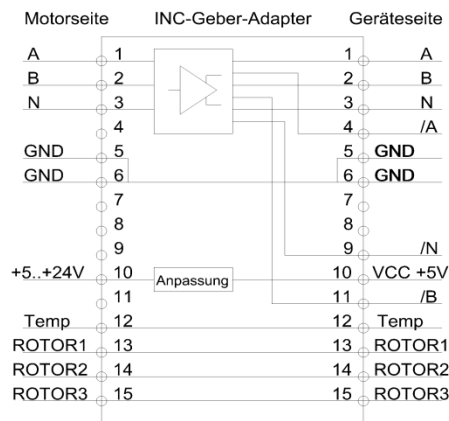 Motorseite INC-Geber-Adapter Geräteseite
A 1 1 A
B 2 2 B
N 3 3 N
4 4 /A
GND 5 5 GND
GND 6 6 GND
7 7
8 8
9 9 /N
+5..+24V 10 Anpassung 10 VCC +5V
11 11 /B
Temp 12 12 Temp
ROTOR1 13 13 ROTOR1
ROTOR2 14 14 ROTOR2
ROTOR3 15 15 ROTOR3